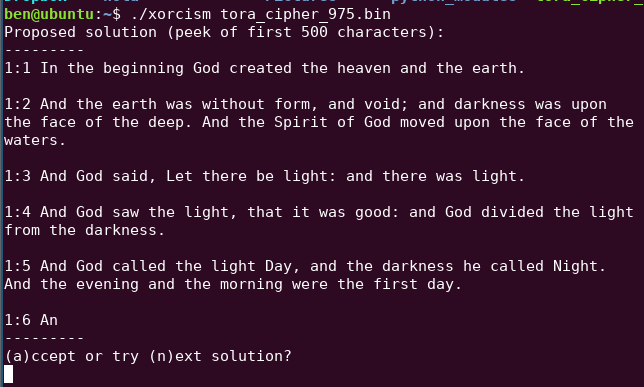 ben@ubuntu:~$ ./xorcism tora_cipher_975.bin
Proposed solution (peek of first 500 characters):
---------
1:1 In the beginning God created the heaven and the earth.
1:2 And the earth was without form, and void; and darkness was upon
the face of the deep. And the Spirit of God moved upon the face of the
waters.
1:3 And God said, Let there be light: and there was light.
1:4 And God saw the light, that it was good: and God divided the light
from the darkness.
1:5 And God called the light Day, and the darkness he called Night.
And the evening and the morning were the first day.
1:6 An
---------
(a)ccept or try (n)ext solution?